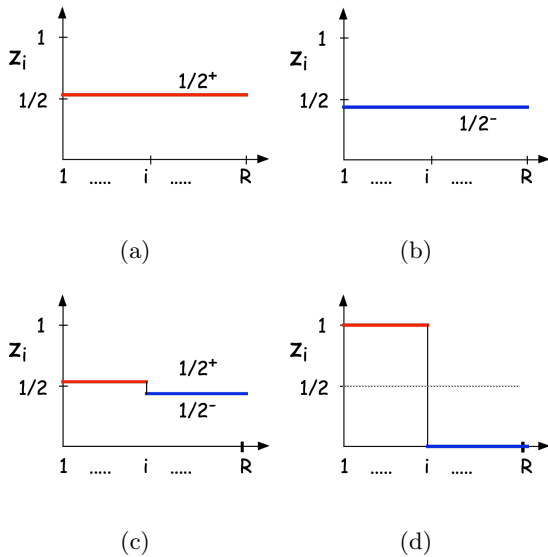 1
1
z_i
z_i
1/2⁺
1/2
1/2
1/2⁻
1 ..... i ..... R
1 ..... i ..... R
(a)
(b)
1
1
z_i
z_i
1/2⁺
1/2
1/2
1/2⁻
1 ..... i ..... R
1 ..... i ..... R
(c)
(d)